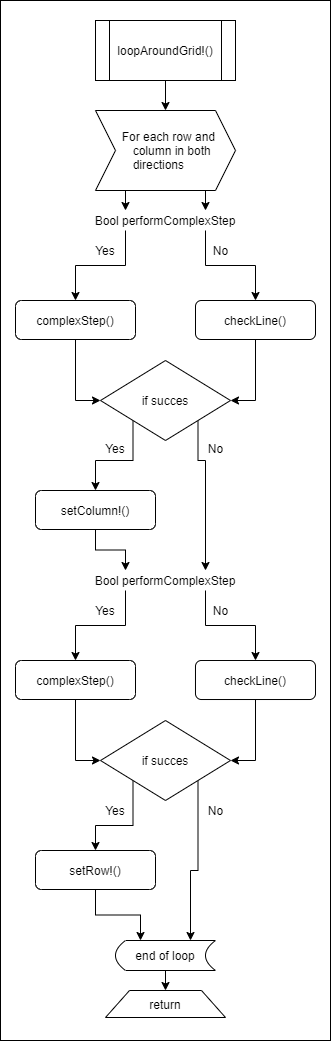 loopAroundGrid!()
For each row and
column in both
directions
Bool performComplexStep
Yes
No
complexStep()
checkLine()
if succes
Yes
No
setColumn!()
Bool performComplexStep
Yes
No
complexStep()
checkLine()
if succes
Yes
No
setRow!()
end of loop
return